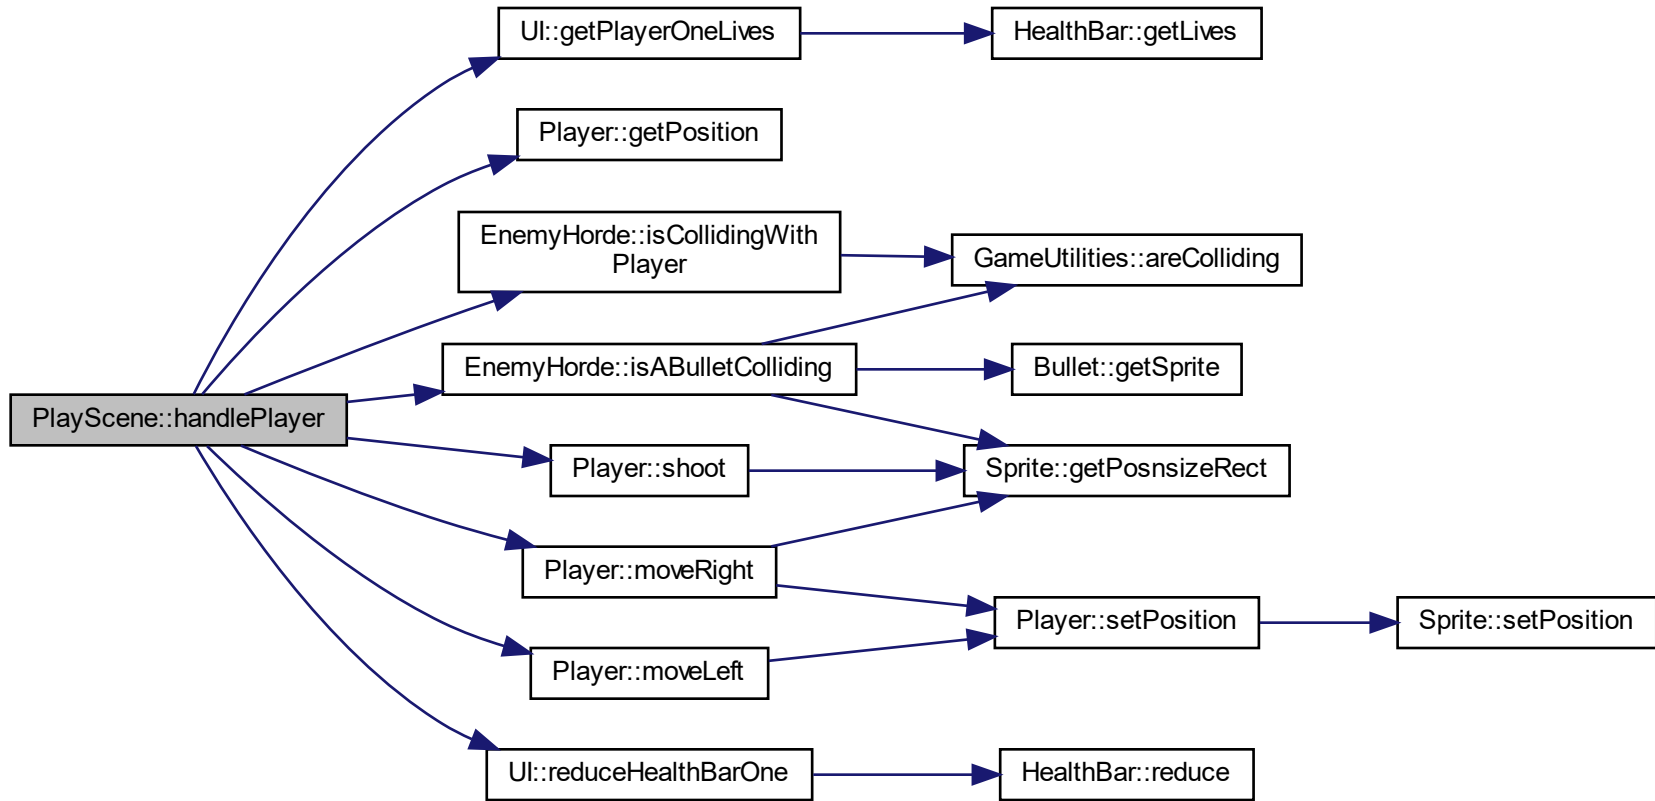 UI::getPlayerOneLives
HealthBar::getLives
Player::getPosition
EnemyHorde::isCollidingWith
Player
GameUtilities::areColliding
EnemyHorde::isABulletColliding
Bullet::getSprite
PlayScene::handlePlayer
Player::shoot
Sprite::getPosnsizeRect
Player::moveRight
Player::setPosition
Sprite::setPosition
Player::moveLeft
UI::reduceHealthBarOne
HealthBar::reduce